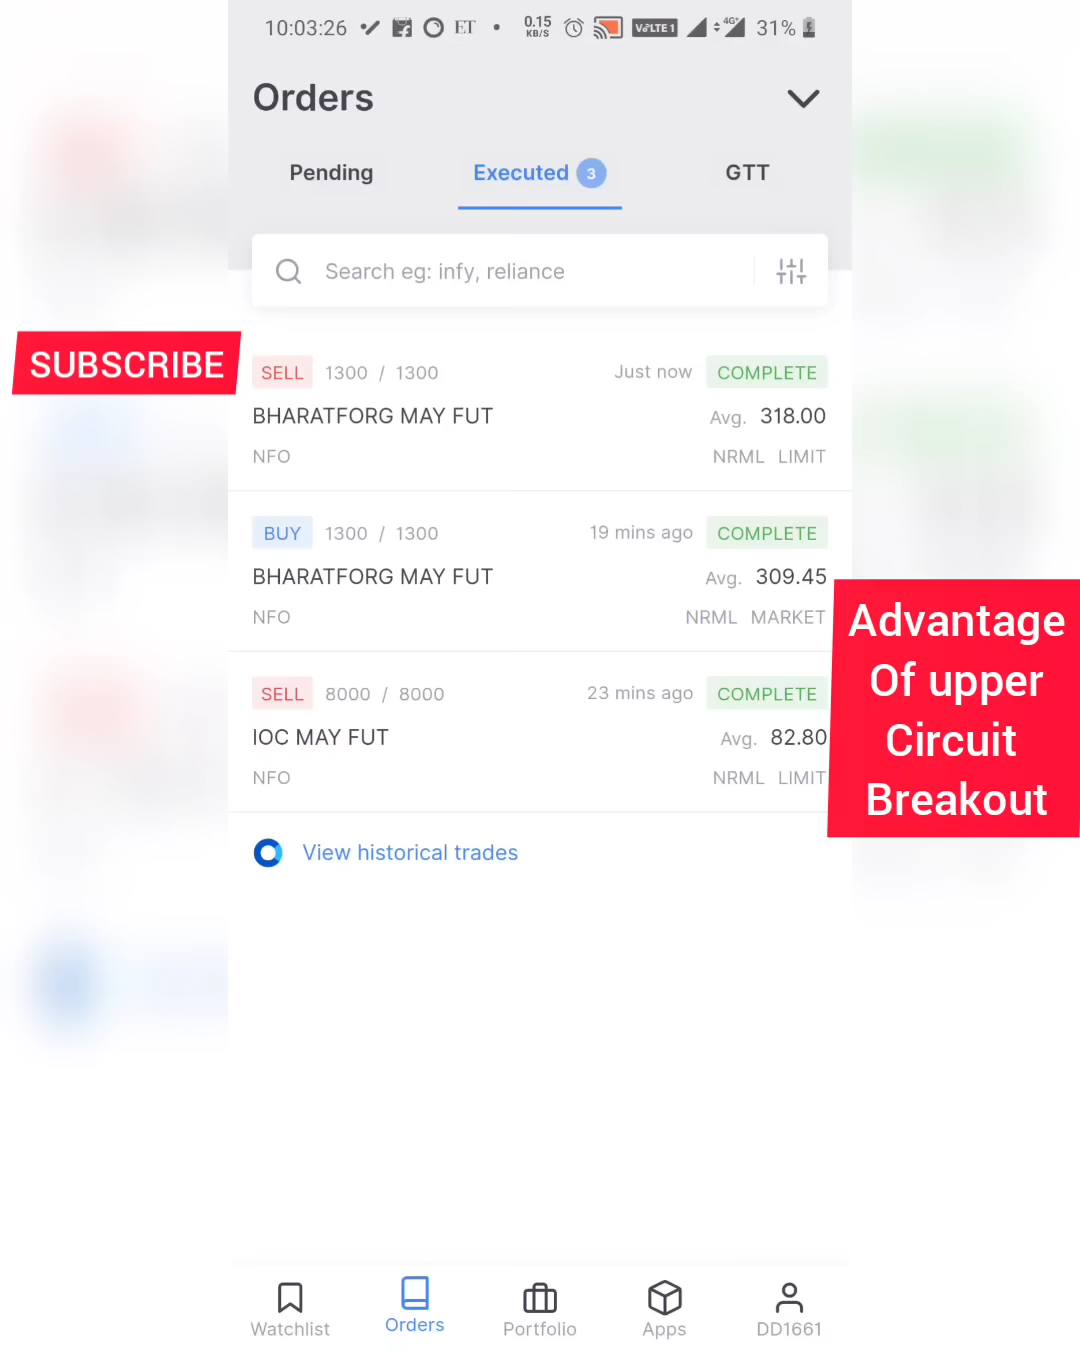 10:03:26 ET • 0.15 KB/S VoLTE 1 4G+ 31%
Orders
Pending Executed 3 GTT
Search eg: infy, reliance
SUBSCRIBE
SELL 1300 / 1300 Just now COMPLETE
BHARATFORG MAY FUT Avg. 318.00
NFO NRML LIMIT
BUY 1300 / 1300 19 mins ago COMPLETE
BHARATFORG MAY FUT Avg. 309.45
NFO NRML MARKET
Advantage
Of upper
Circuit
Breakout
SELL 8000 / 8000 23 mins ago COMPLETE
IOC MAY FUT Avg. 82.80
NFO NRML LIMIT
View historical trades
Watchlist Orders Portfolio Apps DD1661